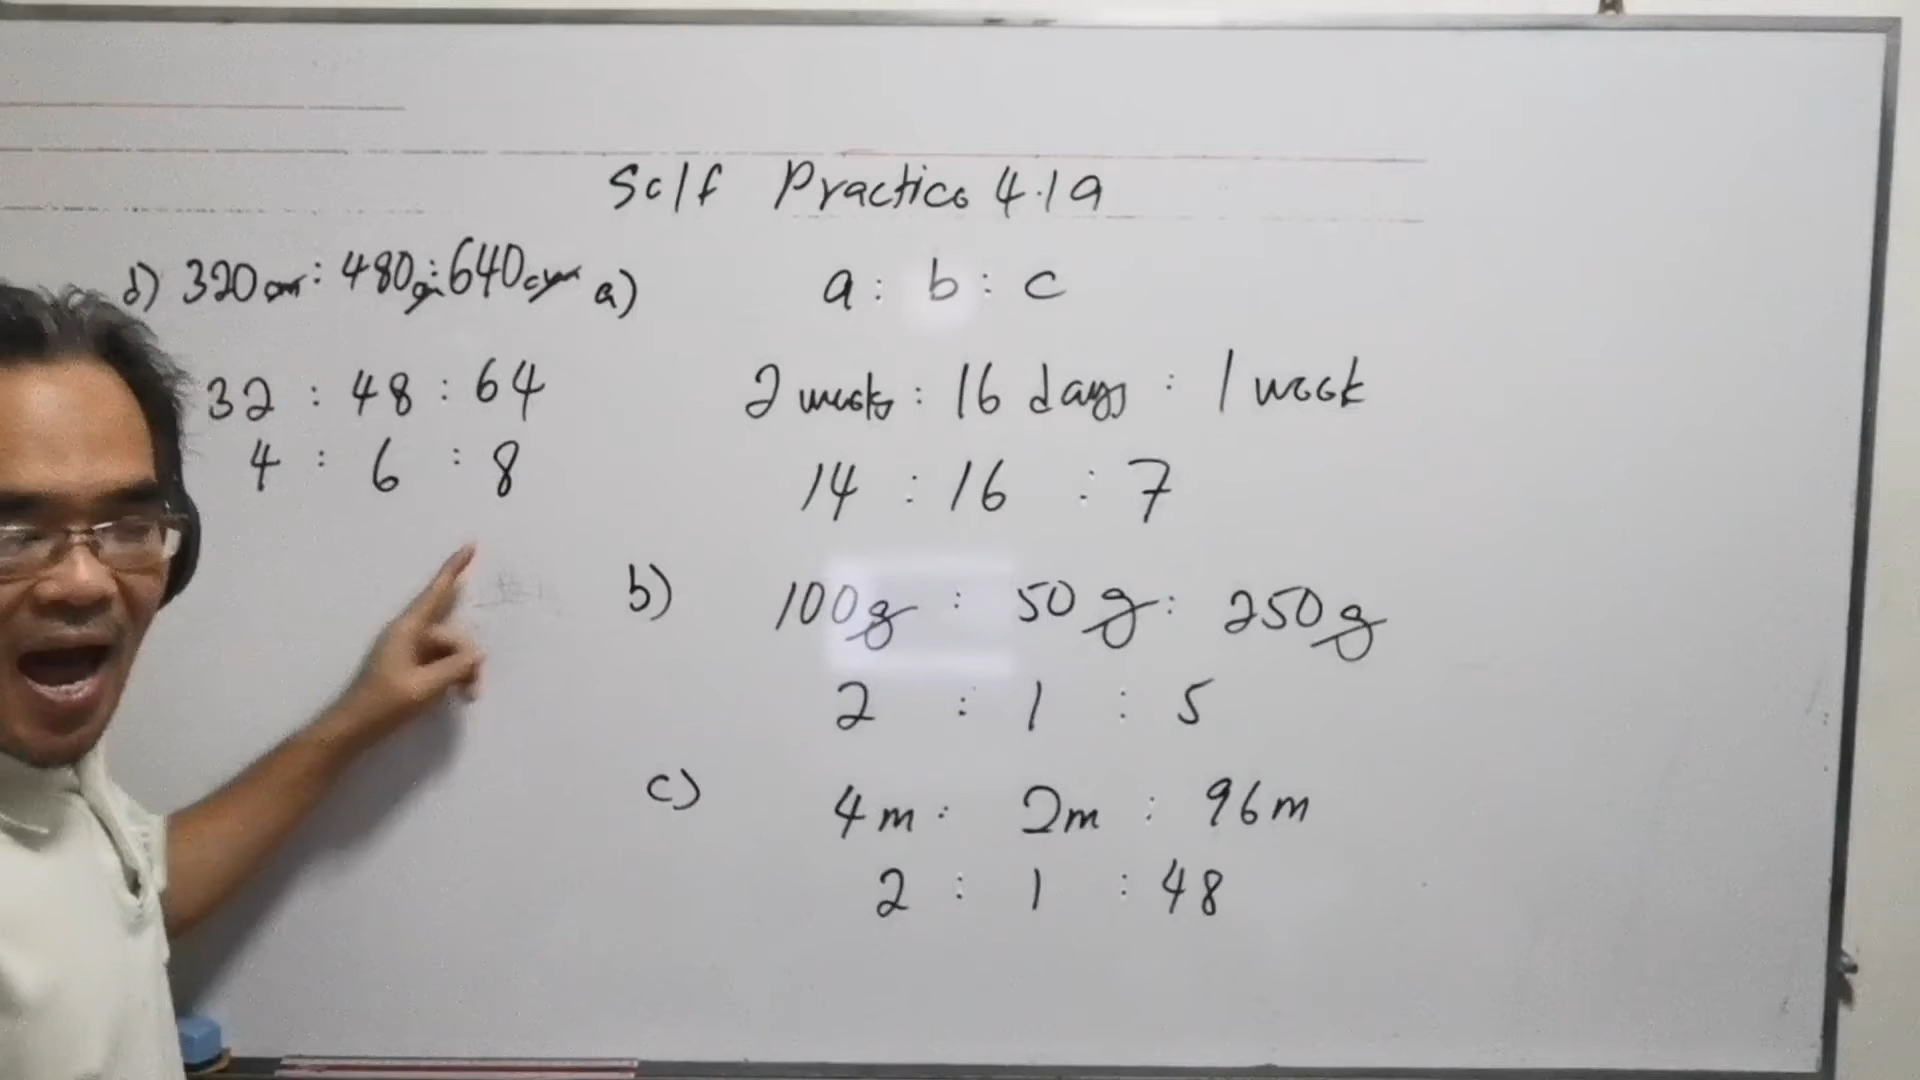 Self Practice 4.1a
a) a : b : c
2 weeks : 16 days : 1 week
14 : 16 : 7
b) 100g : 50g : 250g
2 : 1 : 5
c) 4m : 2m : 96m
2 : 1 : 48
d) 320cm : 480cm : 640cm
32 : 48 : 64
4 : 6 : 8